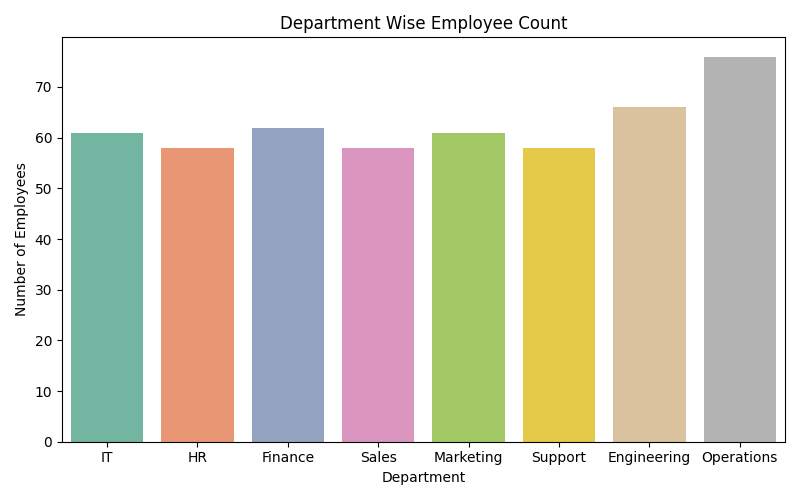 Department Wise Employee Count
Number of Employees
70
60
50
40
30
20
10
0
IT HR Finance Sales Marketing Support Engineering Operations
Department